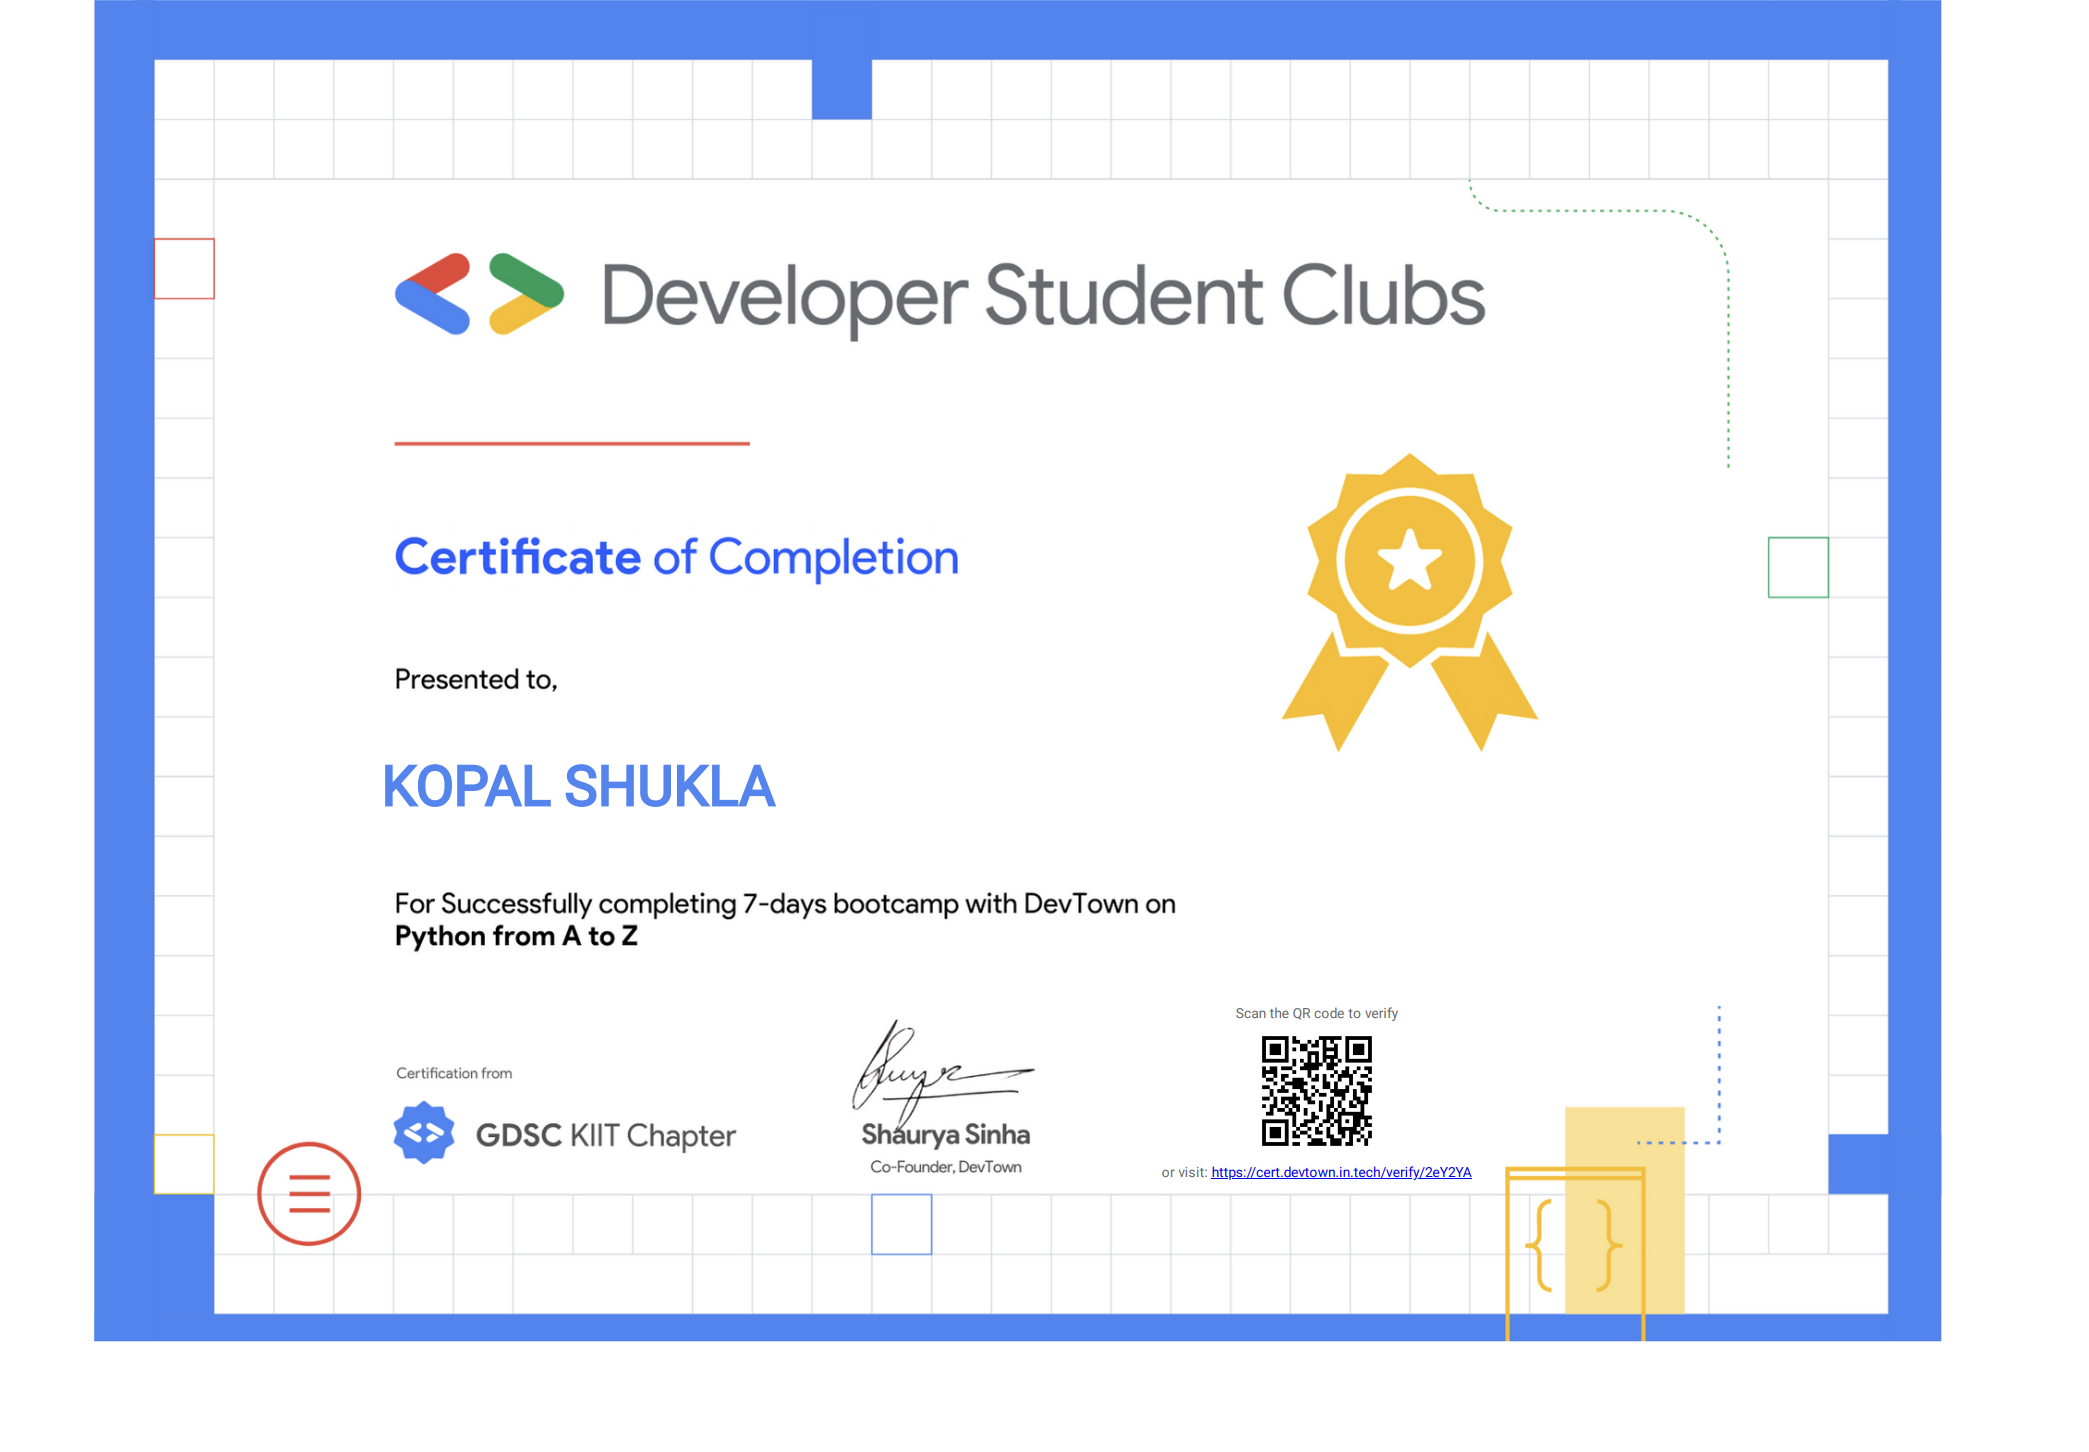 Developer Student Clubs
Certificate of Completion
Presented to,
KOPAL SHUKLA
For Successfully completing 7-days bootcamp with DevTown on
Python from A to Z
Scan the QR code to verify
Certification from
GDSC KIIT Chapter
Shaurya Sinha
Co-Founder, DevTown
or visit: https://cert.devtown.in.tech/verify/2eY2YA
{ }